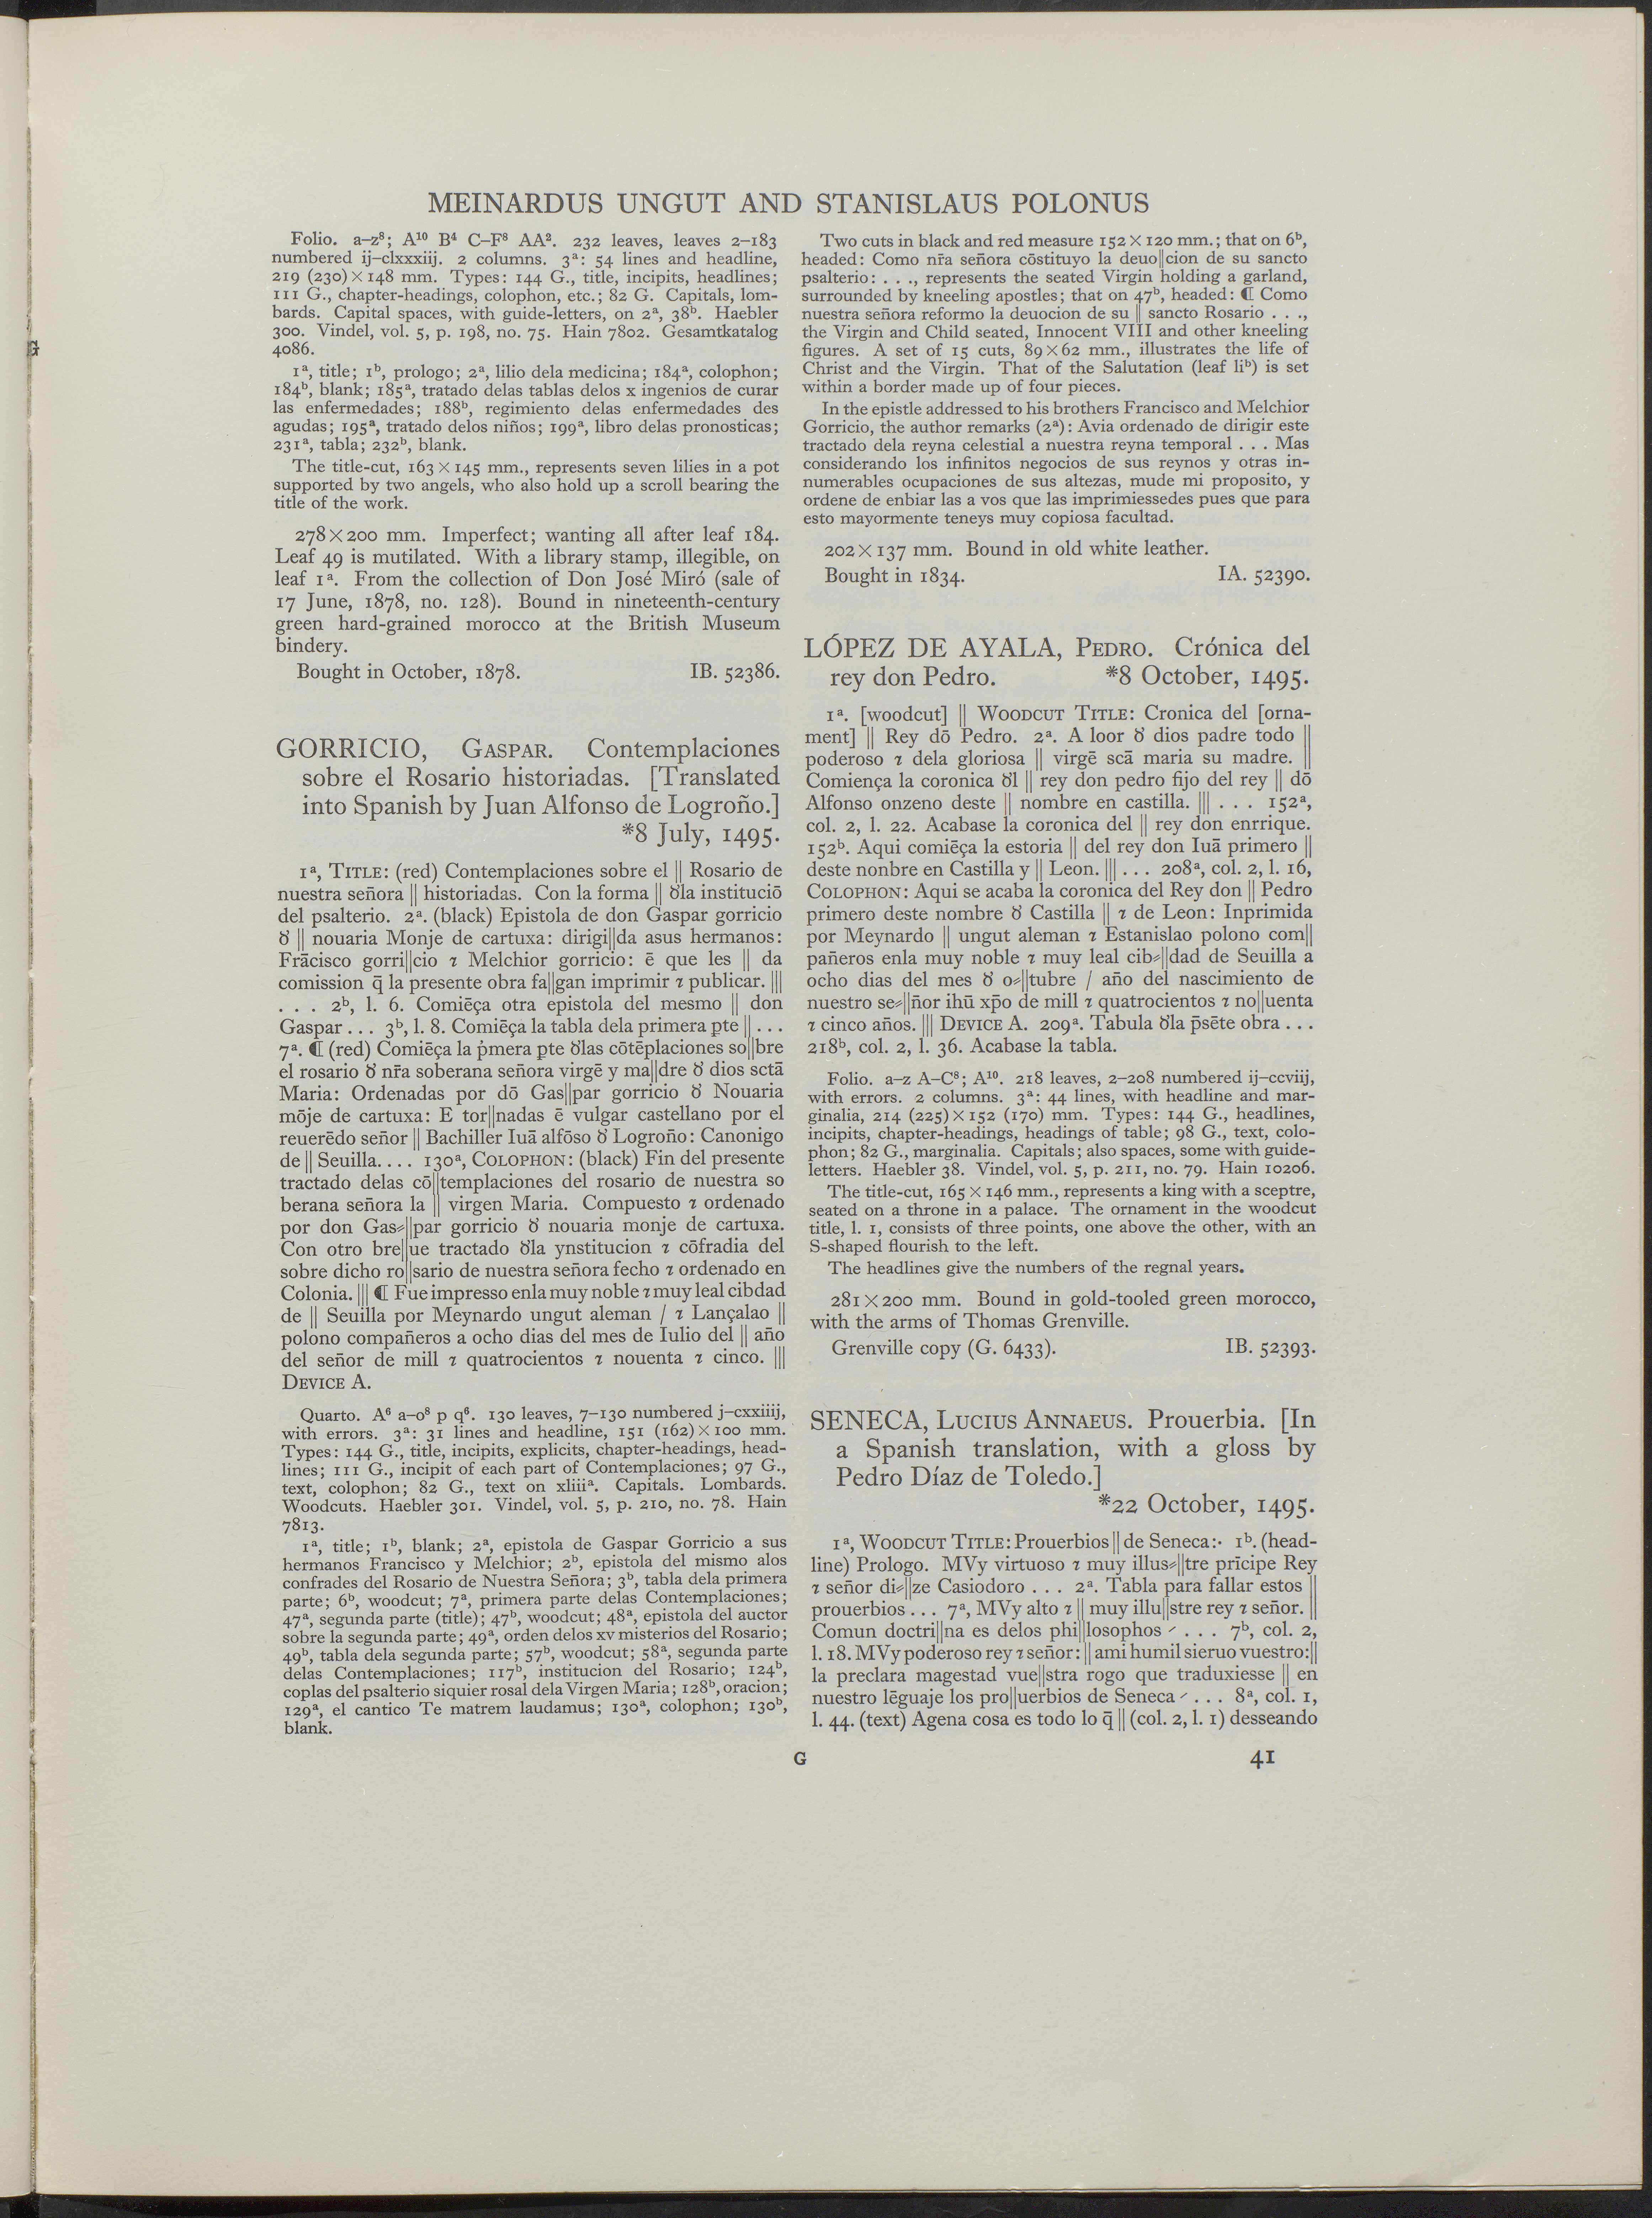 MEINARDUS UNGUT AND STANISLAUS POLONUS
Folio. a–z⁸; A¹⁰ B⁴ C–F⁸ AA². 232 leaves, leaves 2–183
numbered ij–clxxxiij. 2 columns. 3ᵃ: 54 lines and headline,
219 (230) × 148 mm. Types: 144 G., title, incipits, headlines;
111 G., chapter-headings, colophon, etc.; 82 G. Capitals, lom-
bards. Capital spaces, with guide-letters, on 2ᵃ, 38ᵇ. Haebler
300. Vindel, vol. 5, p. 198, no. 75. Hain 7802. Gesamtkatalog
4086.
1ᵃ, title; 1ᵇ, prologo; 2ᵃ, lilio dela medicina; 184ᵃ, colophon;
184ᵇ, blank; 185ᵃ, tratado delas tablas delos x ingenios de curar
las enfermedades; 188ᵇ, regimiento delas enfermedades des
agudas; 195ᵃ, tratado delos niños; 199ᵃ, libro delas pronosticas;
231ᵃ, tabla; 232ᵇ, blank.
The title-cut, 163 × 145 mm., represents seven lilies in a pot
supported by two angels, who also hold up a scroll bearing the
title of the work.
278 × 200 mm. Imperfect; wanting all after leaf 184.
Leaf 49 is mutilated. With a library stamp, illegible, on
leaf 1ᵃ. From the collection of Don José Miró (sale of
17 June, 1878, no. 128). Bound in nineteenth-century
green hard-grained morocco at the British Museum
bindery.
Bought in October, 1878. IB. 52386.
GORRICIO, GASPAR. Contemplaciones
sobre el Rosario historiadas. [Translated
into Spanish by Juan Alfonso de Logroño.]
*8 July, 1495.
1ᵃ, TITLE: (red) Contemplaciones sobre el || Rosario de
nuestra señora || historiadas. Con la forma || ꝺ̃la instituciō
del psalterio. 2ᵃ. (black) Epistola de don Gaspar gorricio
ꝺ̃ || nouaria Monje de cartuxa: dirigi||da asus hermanos:
Frācisco gorri||cio ⁊ Melchior gorricio: ē que les || da
comission q̄ la presente obra fa||gan imprimir ⁊ publicar. |||
. . . 2ᵇ, l. 6. Comiēça otra epistola del mesmo || don
Gaspar . . . 3ᵇ, l. 8. Comiēça la tabla dela primera ꝑte || . . .
7ᵃ. ⁋ (red) Comiēça la ṗmera ꝑte ꝺ̃las cōtēplaciones so||bre
el rosario ꝺ̃ nr̄a soberana señora virgē y ma||dre ꝺ̃ dios sctā
Maria: Ordenadas por dō Gas||par gorricio ꝺ̃ Nouaria
mōje de cartuxa: E tor||nadas ē vulgar castellano por el
reuerēdo señor || Bachiller Iuā alfōso ꝺ̃ Logroño: Canonigo
de || Seuilla. . . . 130ᵃ, COLOPHON: (black) Fin del presente
tractado delas cō||templaciones del rosario de nuestra so
berana señora la || virgen Maria. Compuesto ⁊ ordenado
por don Gas⸗||par gorricio ꝺ̃ nouaria monje de cartuxa.
Con otro bre||ue tractado ꝺ̃la ynstitucion ⁊ cōfradia del
sobre dicho ro||sario de nuestra señora fecho ⁊ ordenado en
Colonia. ||| ⁋ Fue impresso enla muy noble ⁊ muy leal cibdad
de || Seuilla por Meynardo ungut aleman / ⁊ Lançalao ||
polono compañeros a ocho dias del mes de Iulio del || año
del señor de mill ⁊ quatrocientos ⁊ nouenta ⁊ cinco. |||
DEVICE A.
Quarto. A⁶ a–o⁸ p q⁶. 130 leaves, 7–130 numbered j–cxxiiij,
with errors. 3ᵃ: 31 lines and headline, 151 (162) × 100 mm.
Types: 144 G., title, incipits, explicits, chapter-headings, head-
lines; 111 G., incipit of each part of Contemplaciones; 97 G.,
text, colophon; 82 G., text on xliiiᵃ. Capitals. Lombards.
Woodcuts. Haebler 301. Vindel, vol. 5, p. 210, no. 78. Hain
7813.
1ᵃ, title; 1ᵇ, blank; 2ᵃ, epistola de Gaspar Gorricio a sus
hermanos Francisco y Melchior; 2ᵇ, epistola del mismo alos
confrades del Rosario de Nuestra Señora; 3ᵇ, tabla dela primera
parte; 6ᵇ, woodcut; 7ᵃ, primera parte delas Contemplaciones;
47ᵃ, segunda parte (title); 47ᵇ, woodcut; 48ᵃ, epistola del auctor
sobre la segunda parte; 49ᵃ, orden delos xv misterios del Rosario;
49ᵇ, tabla dela segunda parte; 57ᵇ, woodcut; 58ᵃ, segunda parte
delas Contemplaciones; 117ᵇ, institucion del Rosario; 124ᵇ,
coplas del psalterio siquier rosal dela Virgen Maria; 128ᵇ, oracion;
129ᵃ, el cantico Te matrem laudamus; 130ᵃ, colophon; 130ᵇ,
blank.
Two cuts in black and red measure 152 × 120 mm.; that on 6ᵇ,
headed: Como nr̄a señora cōstituyo la deuo||cion de su sancto
psalterio: . . ., represents the seated Virgin holding a garland,
surrounded by kneeling apostles; that on 47ᵇ, headed: ⁋ Como
nuestra señora reformo la deuocion de su || sancto Rosario . . .,
the Virgin and Child seated, Innocent VIII and other kneeling
figures. A set of 15 cuts, 89 × 62 mm., illustrates the life of
Christ and the Virgin. That of the Salutation (leaf liᵇ) is set
within a border made up of four pieces.
In the epistle addressed to his brothers Francisco and Melchior
Gorricio, the author remarks (2ᵃ): Avia ordenado de dirigir este
tractado dela reyna celestial a nuestra reyna temporal . . . Mas
considerando los infinitos negocios de sus reynos y otras in-
numerables ocupaciones de sus altezas, mude mi proposito, y
ordene de enbiar las a vos que las imprimiessedes pues que para
esto mayormente teneys muy copiosa facultad.
202 × 137 mm. Bound in old white leather.
Bought in 1834. IA. 52390.
LÓPEZ DE AYALA, PEDRO. Crónica del
rey don Pedro. *8 October, 1495.
1ᵃ. [woodcut] || WOODCUT TITLE: Cronica del [orna-
ment] || Rey dō Pedro. 2ᵃ. A loor ꝺ̃ dios padre todo ||
poderoso ⁊ dela gloriosa || virgē scā maria su madre. ||
Comiença la coronica ꝺ̃l || rey don pedro fijo del rey || dō
Alfonso onzeno deste || nombre en castilla. ||| . . . 152ᵃ,
col. 2, l. 22. Acabase la coronica del || rey don enrrique.
152ᵇ. Aqui comiēça la estoria || del rey don Iuā primero ||
deste nonbre en Castilla y || Leon. ||| . . . 208ᵃ, col. 2, l. 16,
COLOPHON: Aqui se acaba la coronica del Rey don || Pedro
primero deste nombre ꝺ̃ Castilla || ⁊ de Leon: Inprimida
por Meynardo || ungut aleman ⁊ Estanislao polono com||
pañeros enla muy noble ⁊ muy leal cib⸗||dad de Seuilla a
ocho dias del mes ꝺ̃ o⸗||tubre / año del nascimiento de
nuestro se⸗||ñor ihū xp̄o de mill ⁊ quatrocientos ⁊ no||uenta
⁊ cinco años. ||| DEVICE A. 209ᵃ. Tabula ꝺ̃la p̄sēte obra . . .
218ᵇ, col. 2, l. 36. Acabase la tabla.
Folio. a–z A–C⁸; A¹⁰. 218 leaves, 2–208 numbered ij–ccviij,
with errors. 2 columns. 3ᵃ: 44 lines, with headline and mar-
ginalia, 214 (225) × 152 (170) mm. Types: 144 G., headlines,
incipits, chapter-headings, headings of table; 98 G., text, colo-
phon; 82 G., marginalia. Capitals; also spaces, some with guide-
letters. Haebler 38. Vindel, vol. 5, p. 211, no. 79. Hain 10206.
The title-cut, 165 × 146 mm., represents a king with a sceptre,
seated on a throne in a palace. The ornament in the woodcut
title, l. 1, consists of three points, one above the other, with an
S-shaped flourish to the left.
The headlines give the numbers of the regnal years.
281 × 200 mm. Bound in gold-tooled green morocco,
with the arms of Thomas Grenville.
Grenville copy (G. 6433). IB. 52393.
SENECA, LUCIUS ANNAEUS. Prouerbia. [In
a Spanish translation, with a gloss by
Pedro Díaz de Toledo.]
*22 October, 1495.
1ᵃ, WOODCUT TITLE: Prouerbios || de Seneca:· 1ᵇ. (head-
line) Prologo. MVy virtuoso ⁊ muy illus⸗||tre prīcipe Rey
⁊ señor di⸗||ze Casiodoro . . . 2ᵃ. Tabla para fallar estos ||
prouerbios . . . 7ᵃ, MVy alto ⁊ || muy illu||stre rey ⁊ señor. ||
Comun doctri||na es delos phi||losophos ⸍ . . . 7ᵇ, col. 2,
l. 18. MVy poderoso rey ⁊ señor: || ami humil sieruo vuestro:||
la preclara magestad vue||stra rogo que traduxiesse || en
nuestro lēguaje los pro||uerbios de Seneca ⸍ . . . 8ᵃ, col. 1,
l. 44. (text) Agena cosa es todo lo q̄ || (col. 2, l. 1) desseando
G 41